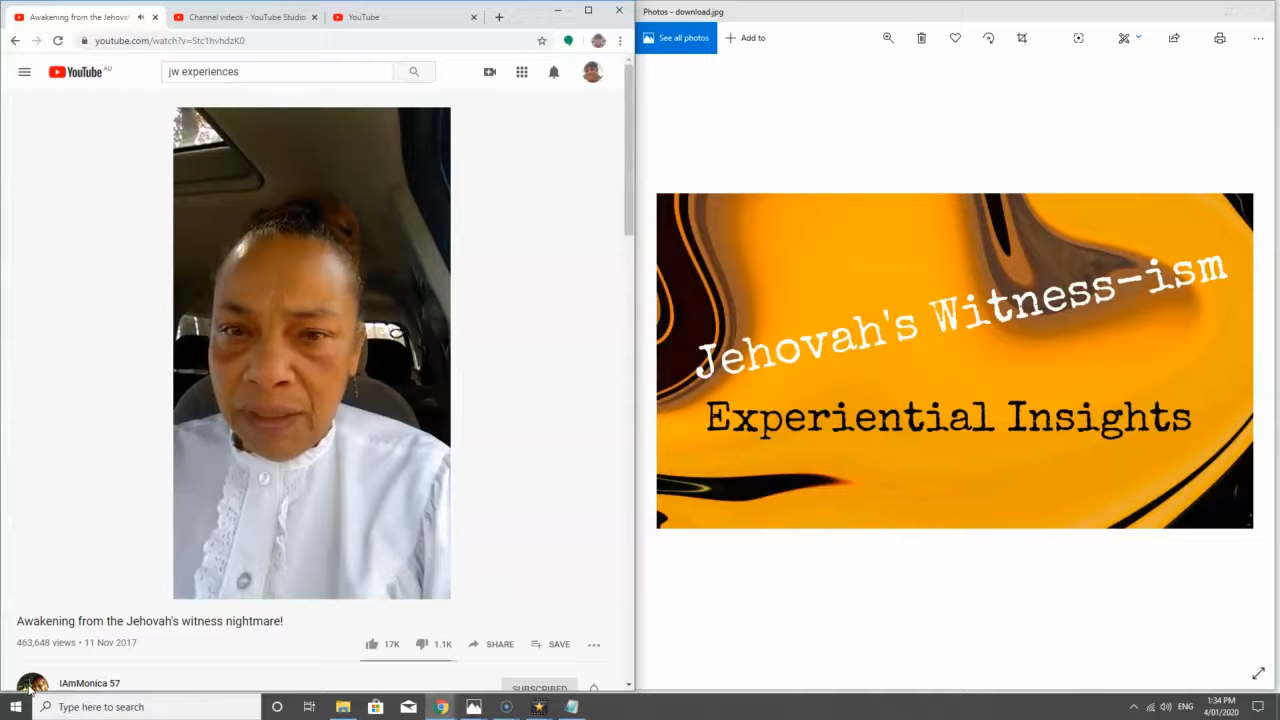 Awakening from the Jehovah
Channel videos - YouTube Studio
YouTube
youtube.com/watch?v=Stc1hvhdzK0
YouTube AU
jw experiences
Awakening from the Jehovah's witness nightmare!
463,648 views • 11 Nov 2017
17K
1.1K
SHARE
SAVE
IAmMonica 57
SUBSCRIBED
Photos - download.jpg
See all photos
Add to
Jehovah's Witness-ism
Experiential Insights
Type here to search
ENG
1:34 PM
4/01/2020